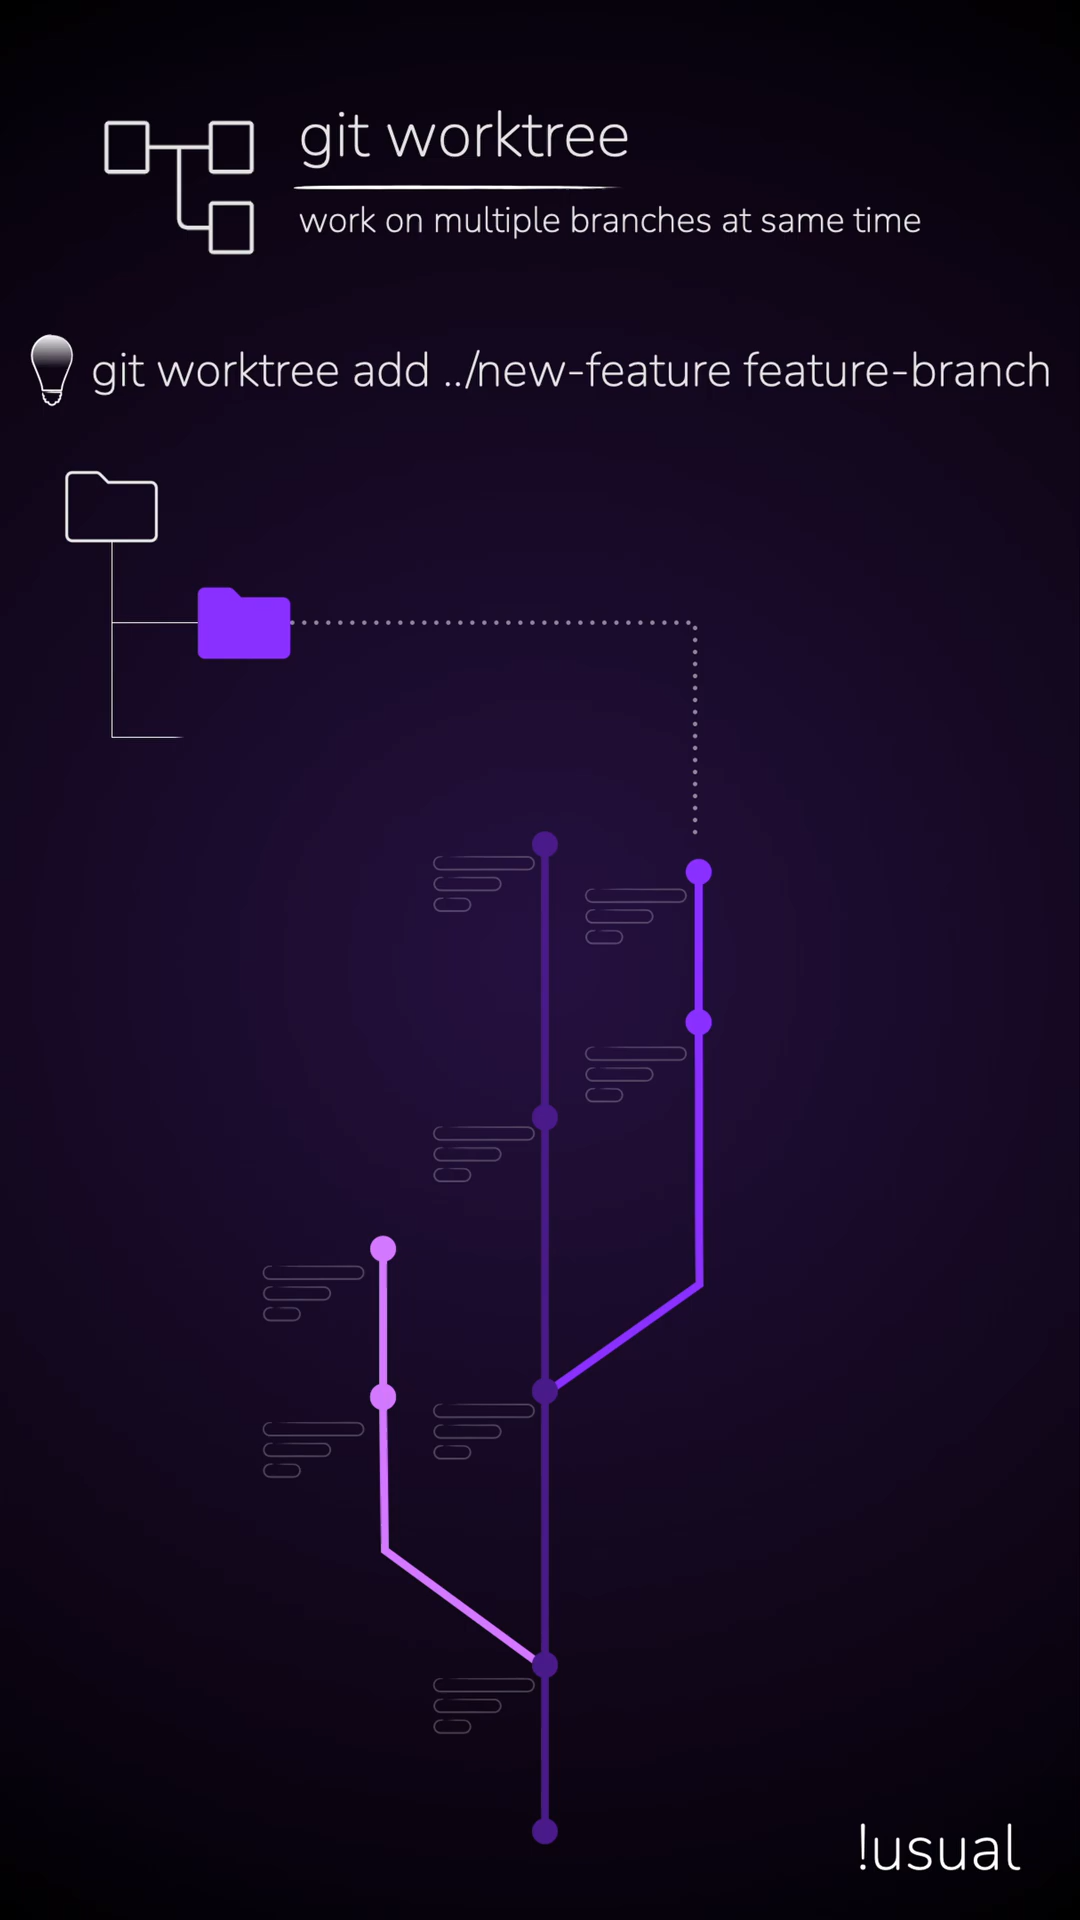 git worktree
work on multiple branches at same time
git worktree add ../new-feature feature-branch
!usual